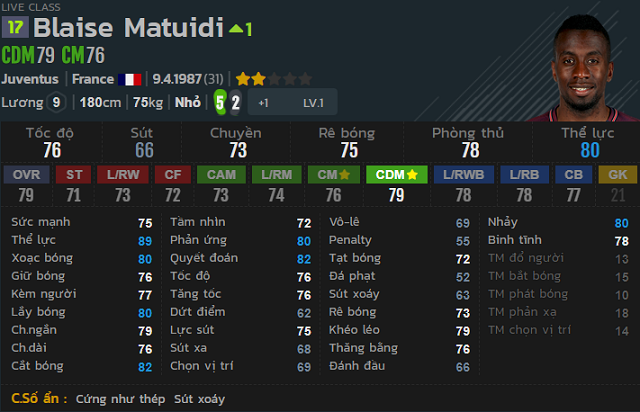 LIVE CLASS
17 Blaise Matuidi 1
CDM79 CM76
Juventus France 9.4.1987(31)
Lương 9 180cm 75kg Nhỏ 5 2 +1 LV.1
Tốc độ Sút Chuyền Rê bóng Phòng thủ Thể lực
76 66 73 75 78 80
OVR ST L/RW CF CAM L/RM CM CDM L/RWB L/RB CB GK
79 71 73 72 73 74 76 79 78 78 77 21
Sức mạnh 75 Tầm nhìn 72 Vô-lê 69 Nhảy 80
Thể lực 89 Phản ứng 80 Penalty 55 Bình tĩnh 78
Xoạc bóng 80 Quyết đoán 82 Tạt bóng 72 TM đổ người 13
Giữ bóng 76 Tốc độ 76 Đá phạt 52 TM bắt bóng 15
Kèm người 77 Tăng tốc 76 Sút xoáy 63 TM phát bóng 10
Lấy bóng 80 Dứt điểm 62 Rê bóng 73 TM phản xạ 18
Ch.ngắn 79 Lực sút 75 Khéo léo 79 TM chọn vị trí 14
Ch.dài 76 Sút xa 68 Thăng bằng 76
Cắt bóng 82 Chọn vị trí 69 Đánh đầu 66
C.Số ẩn : Cứng như thép Sút xoáy